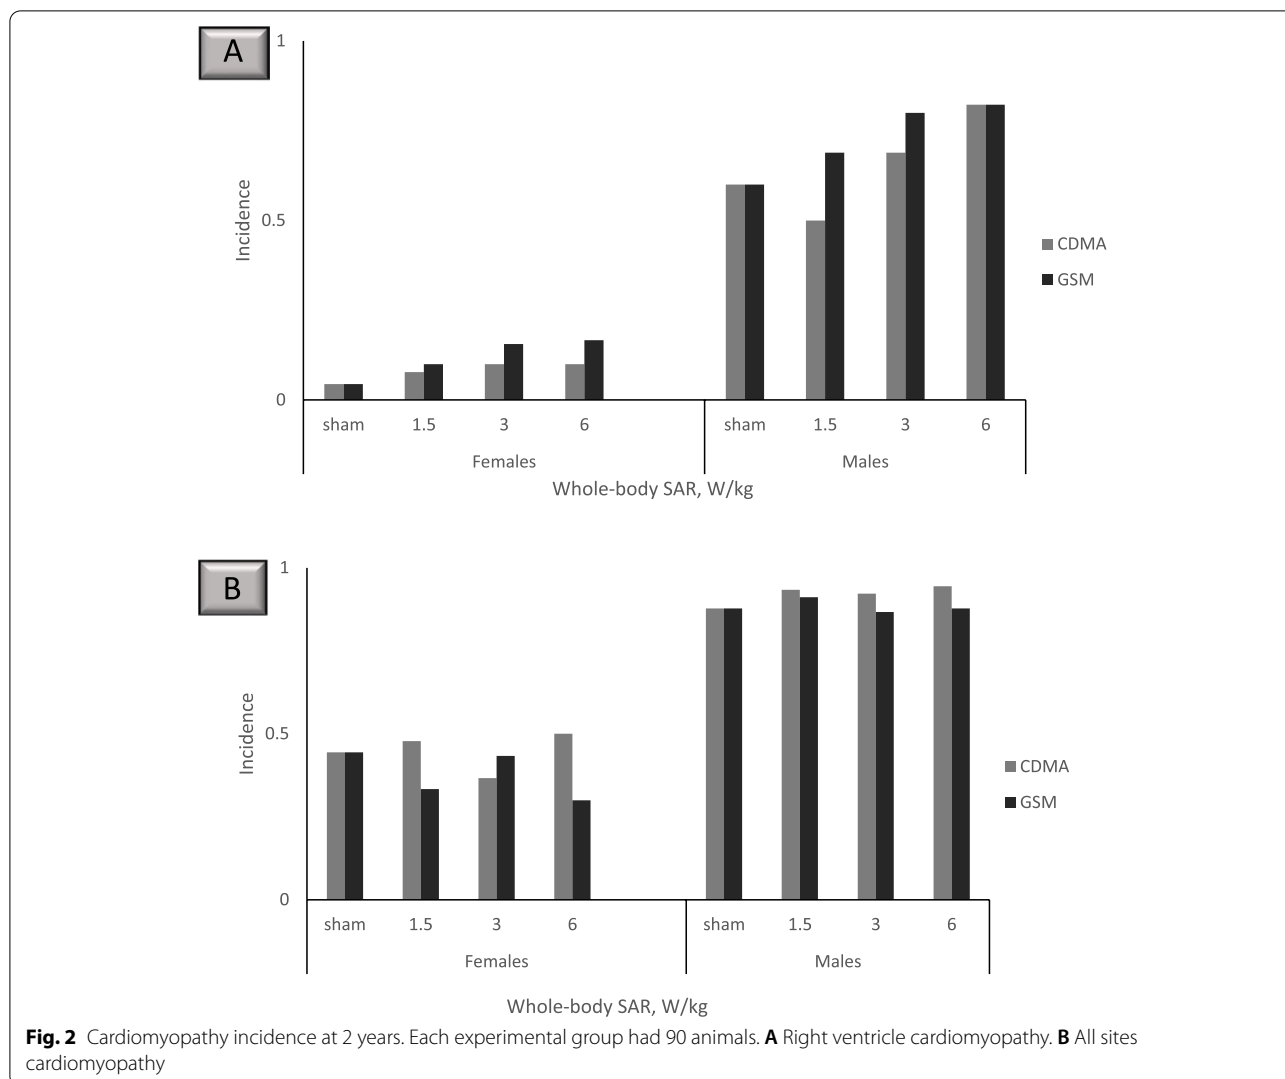 A
1
0.5
0
Incidence
sham 1.5 3 6 sham 1.5 3 6
Females Males
Whole-body SAR, W/kg
CDMA
GSM
B
1
0.5
0
Incidence
sham 1.5 3 6 sham 1.5 3 6
Females Males
Whole-body SAR, W/kg
CDMA
GSM
Fig. 2 Cardiomyopathy incidence at 2 years. Each experimental group had 90 animals. A Right ventricle cardiomyopathy. B All sites
cardiomyopathy